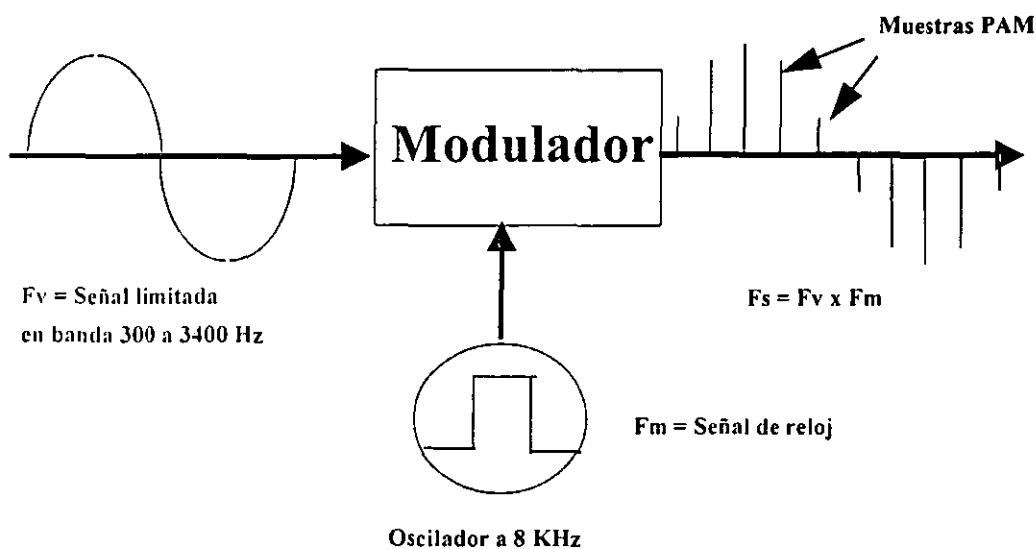 Muestras PAM
Modulador
Fv = Señal limitada
en banda 300 a 3400 Hz
Fs = Fv x Fm
Fm = Señal de reloj
Oscilador a 8 KHz